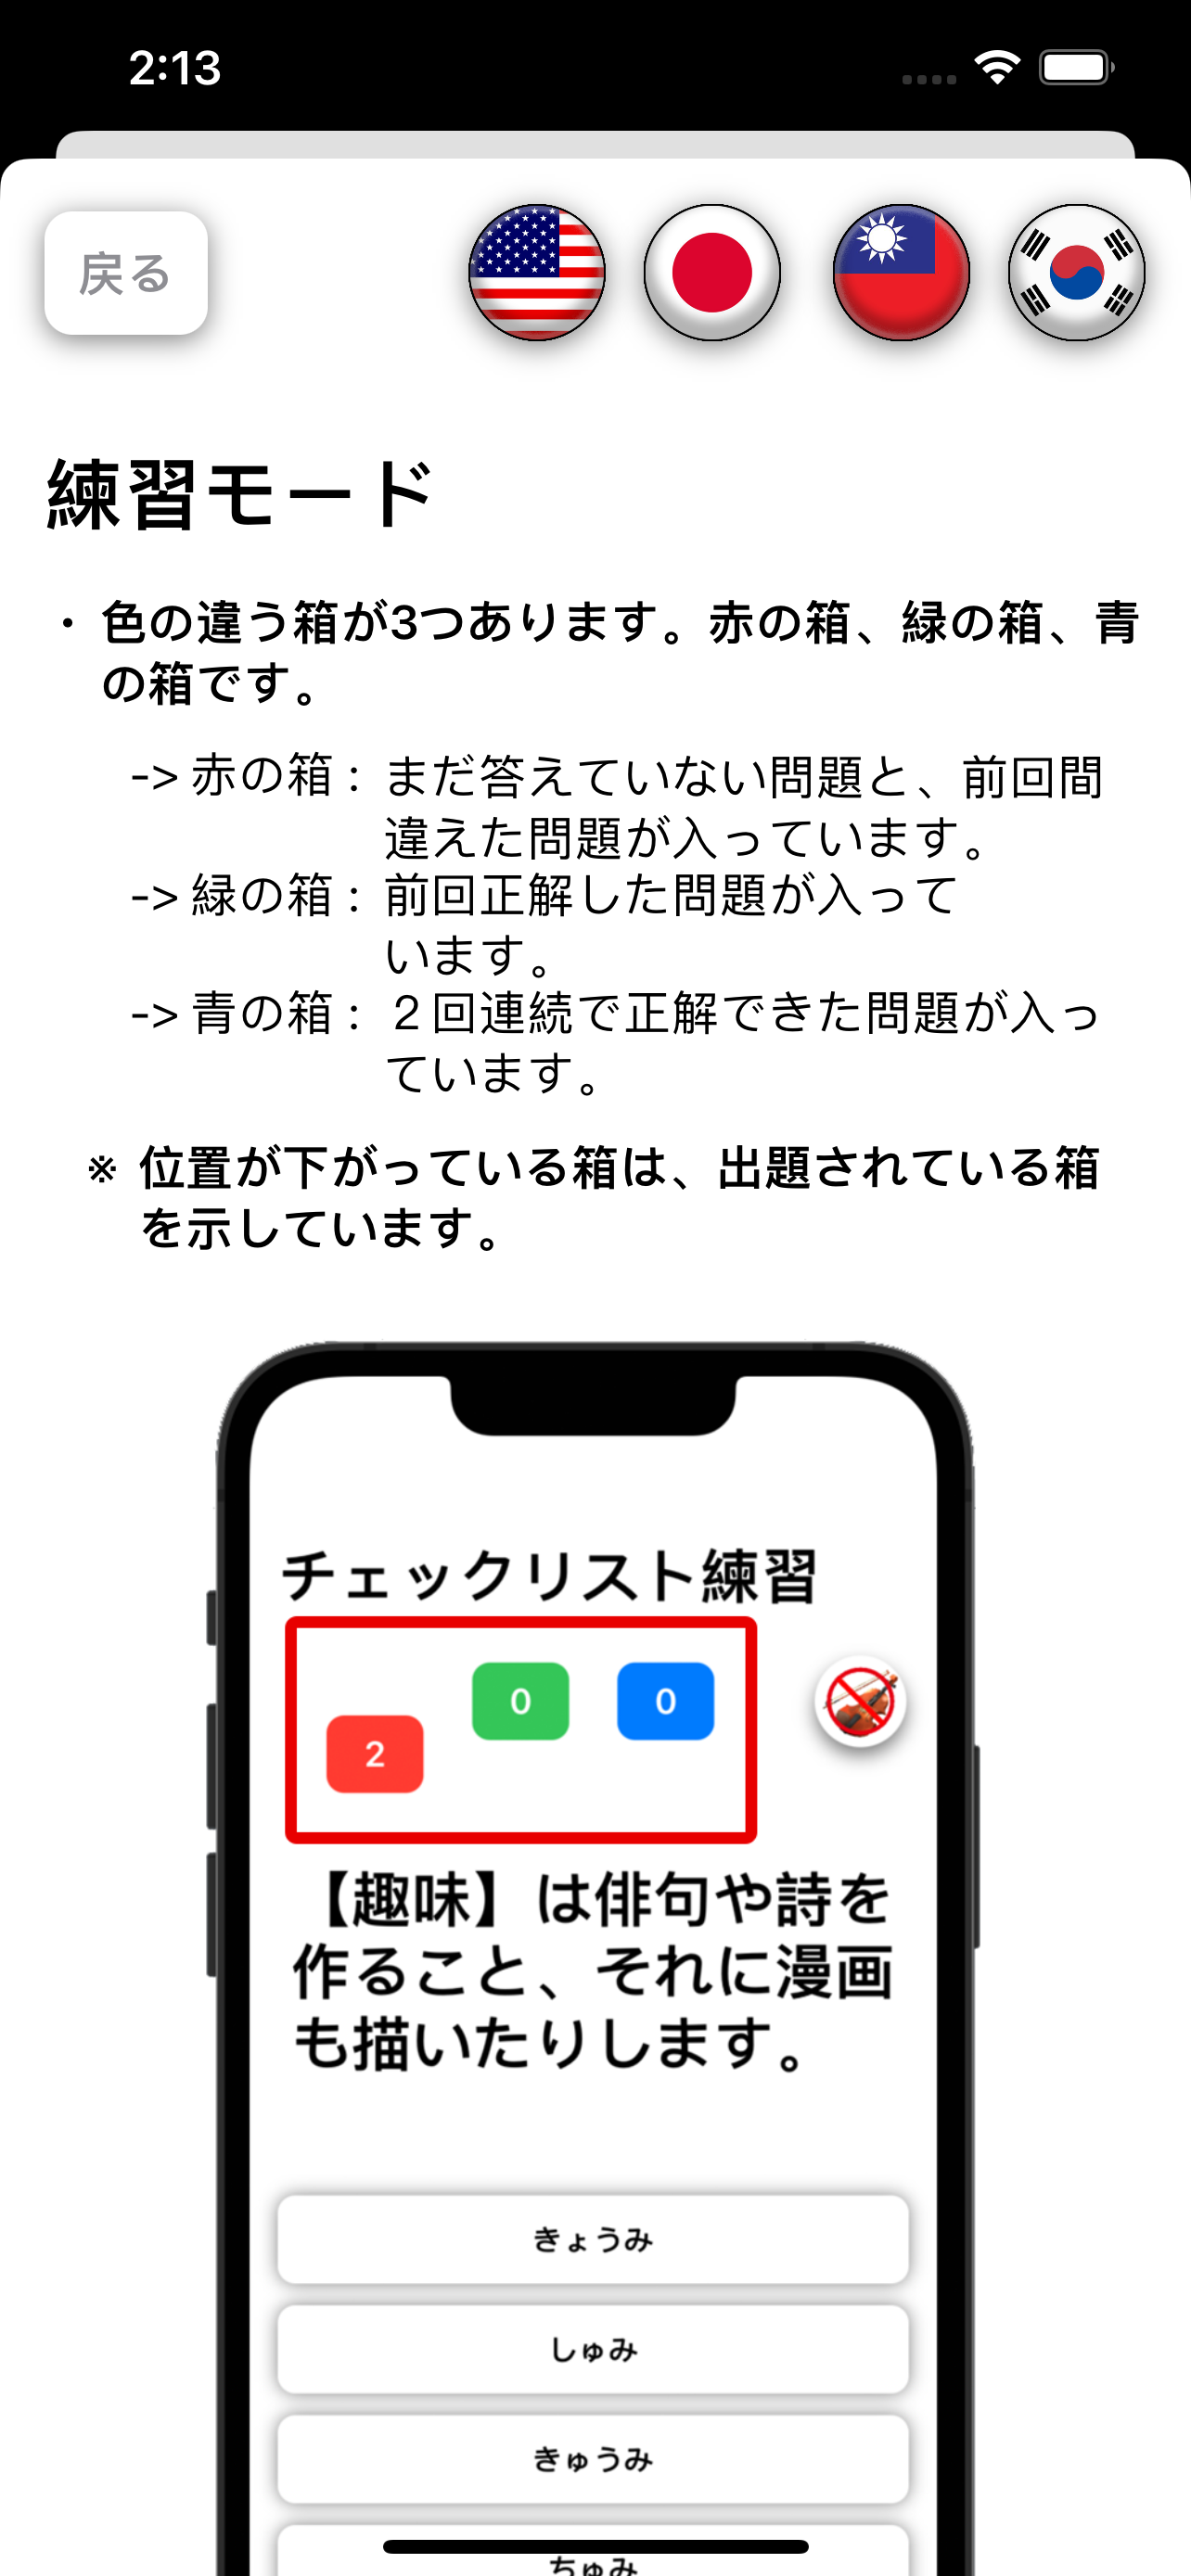 2:13
戻る
練習モード
・ 色の違う箱が3つあります。赤の箱、緑の箱、青
の箱です。
-> 赤の箱 : まだ答えていない問題と、前回間
違えた問題が入っています。
-> 緑の箱 : 前回正解した問題が入って
います。
-> 青の箱 : ２回連続で正解できた問題が入っ
ています。
※ 位置が下がっている箱は、出題されている箱
を示しています。
チェックリスト練習
2 0 0
【趣味】は俳句や詩を
作ること、それに漫画
も描いたりします。
きょうみ
しゅみ
きゅうみ
ちゅみ